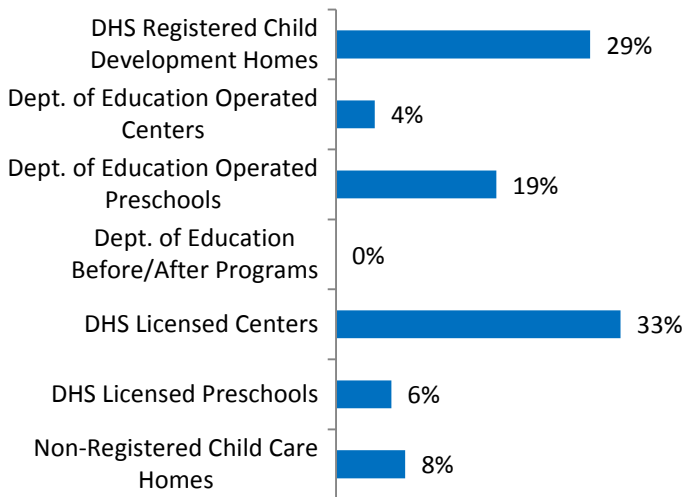 DHS Registered Child
Development Homes
29%
Dept. of Education Operated
Centers
4%
Dept. of Education Operated
Preschools
19%
Dept. of Education
Before/After Programs
0%
DHS Licensed Centers
33%
DHS Licensed Preschools
6%
Non-Registered Child Care
Homes
8%